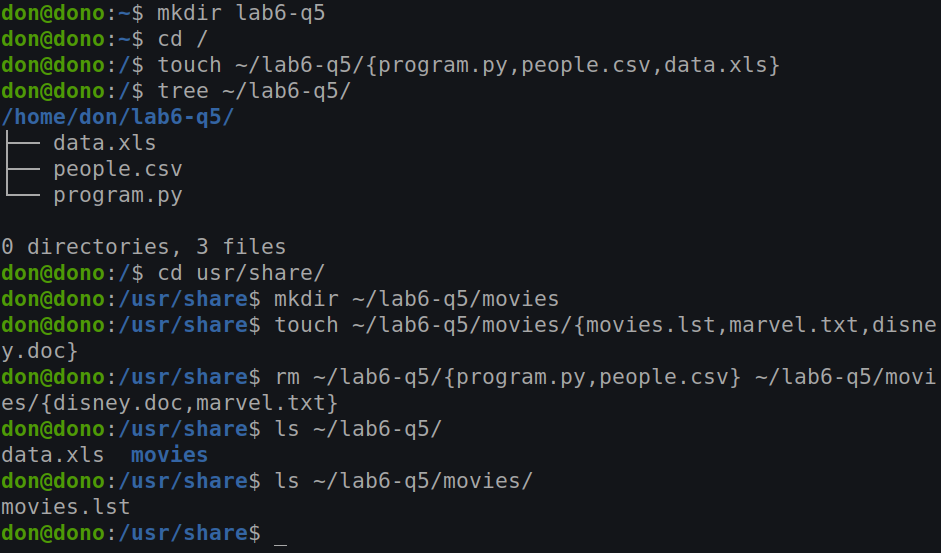 don@dono:~$ mkdir lab6-q5
don@dono:~$ cd /
don@dono:/$ touch ~/lab6-q5/{program.py,people.csv,data.xls}
don@dono:/$ tree ~/lab6-q5/
/home/don/lab6-q5/
├── data.xls
├── people.csv
└── program.py
0 directories, 3 files
don@dono:/$ cd usr/share/
don@dono:/usr/share$ mkdir ~/lab6-q5/movies
don@dono:/usr/share$ touch ~/lab6-q5/movies/{movies.lst,marvel.txt,disne
y.doc}
don@dono:/usr/share$ rm ~/lab6-q5/{program.py,people.csv} ~/lab6-q5/movi
es/{disney.doc,marvel.txt}
don@dono:/usr/share$ ls ~/lab6-q5/
data.xls  movies
don@dono:/usr/share$ ls ~/lab6-q5/movies/
movies.lst
don@dono:/usr/share$ _